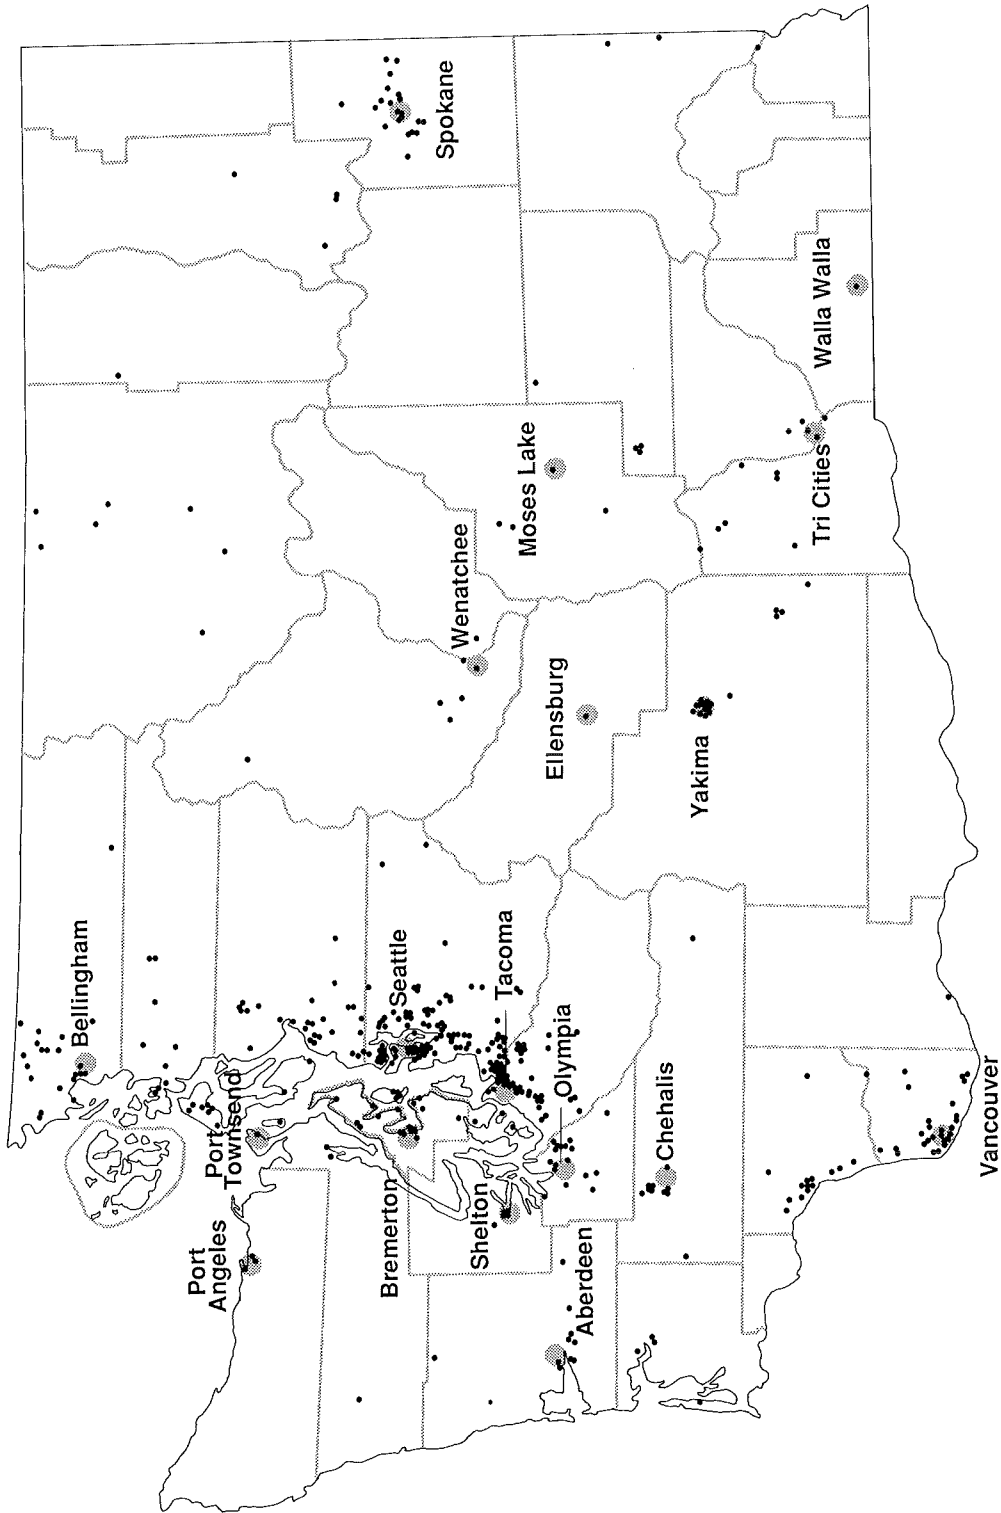 Bellingham
Port
Townsend
Port
Angeles
Seattle
Bremerton
Shelton
Tacoma
Olympia
Aberdeen
Chehalis
Vancouver
Wenatchee
Ellensburg
Yakima
Moses Lake
Spokane
Tri Cities
Walla Walla